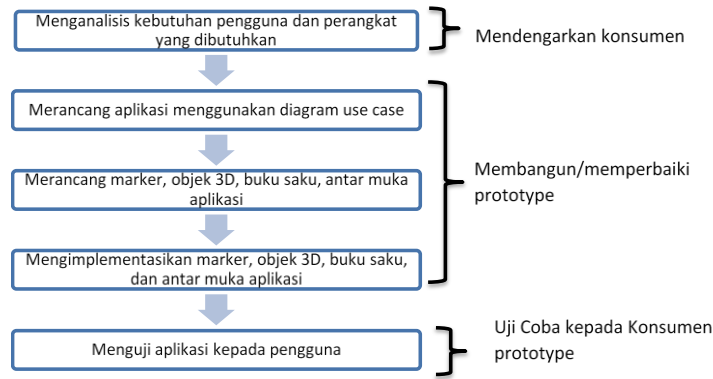 Menganalisis kebutuhan pengguna dan perangkat
yang dibutuhkan
Mendengarkan konsumen
Merancang aplikasi menggunakan diagram use case
Merancang marker, objek 3D, buku saku, antar muka
aplikasi
Membangun/memperbaiki
prototype
Mengimplementasikan marker, objek 3D, buku saku,
dan antar muka aplikasi
Menguji aplikasi kepada pengguna
Uji Coba kepada Konsumen
prototype